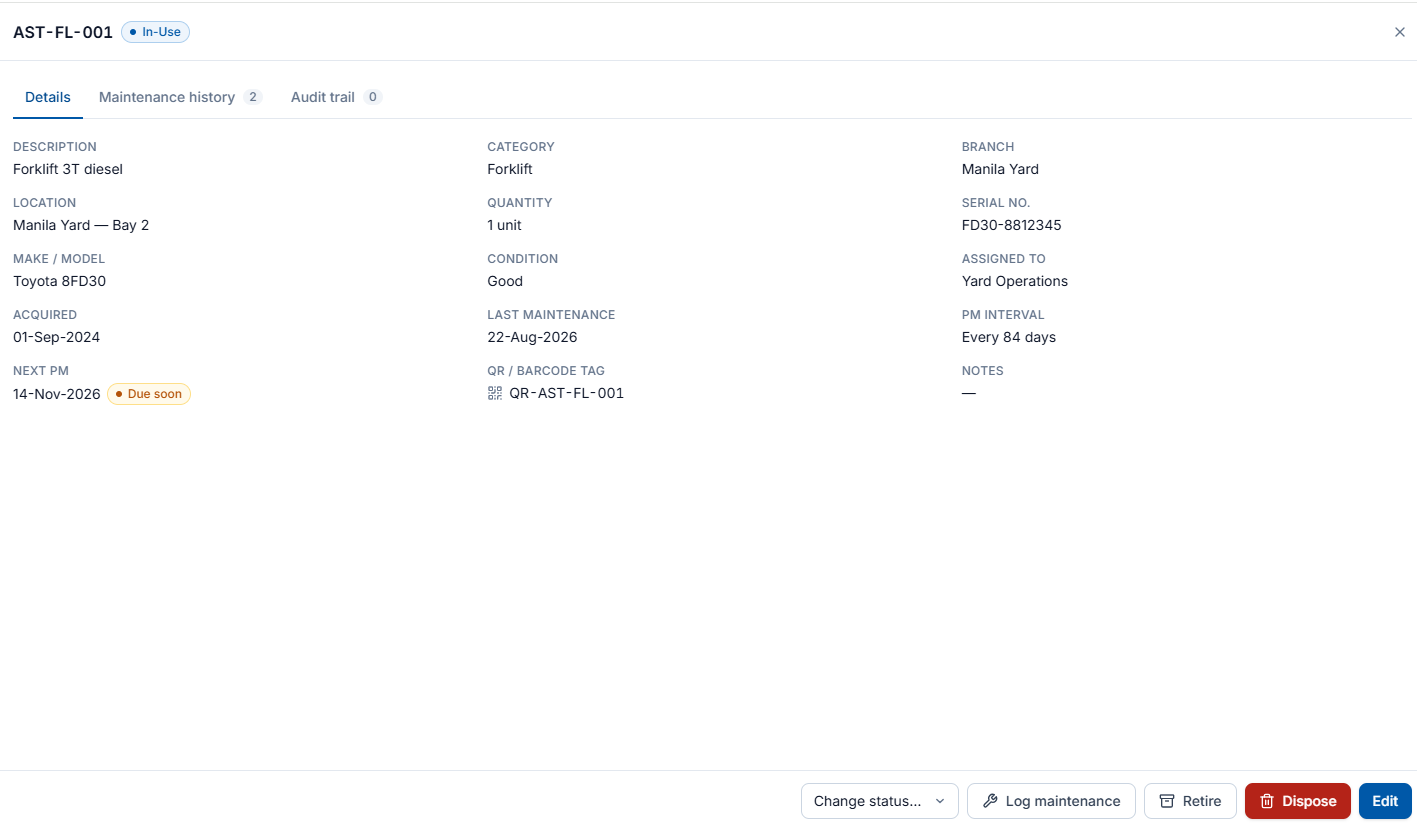 AST-FL-001 In-Use
Details Maintenance history 2 Audit trail 0
DESCRIPTION CATEGORY BRANCH
Forklift 3T diesel Forklift Manila Yard
LOCATION QUANTITY SERIAL NO.
Manila Yard — Bay 2 1 unit FD30-8812345
MAKE / MODEL CONDITION ASSIGNED TO
Toyota 8FD30 Good Yard Operations
ACQUIRED LAST MAINTENANCE PM INTERVAL
01-Sep-2024 22-Aug-2026 Every 84 days
NEXT PM QR / BARCODE TAG NOTES
14-Nov-2026 Due soon QR-AST-FL-001 —
Change status... Log maintenance Retire Dispose Edit